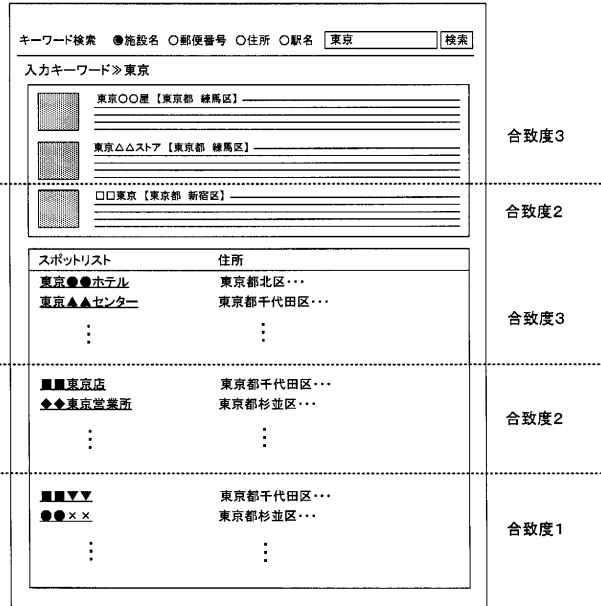 キーワード検索 ●施設名 ○郵便番号 ○住所 ○駅名 東京 検索
入力キーワード≫東京
東京○○屋【東京都 練馬区】
合致度3
東京△△ストア【東京都 練馬区】
□□東京【東京都 新宿区】
合致度2
スポットリスト 住所
東京●●ホテル 東京都北区･･･
東京▲▲センター 東京都千代田区･･･
合致度3
■■東京店 東京都千代田区･･･
◆◆東京営業所 東京都杉並区･･･
合致度2
■■▼▼ 東京都千代田区･･･
●●×× 東京都杉並区･･･
合致度1